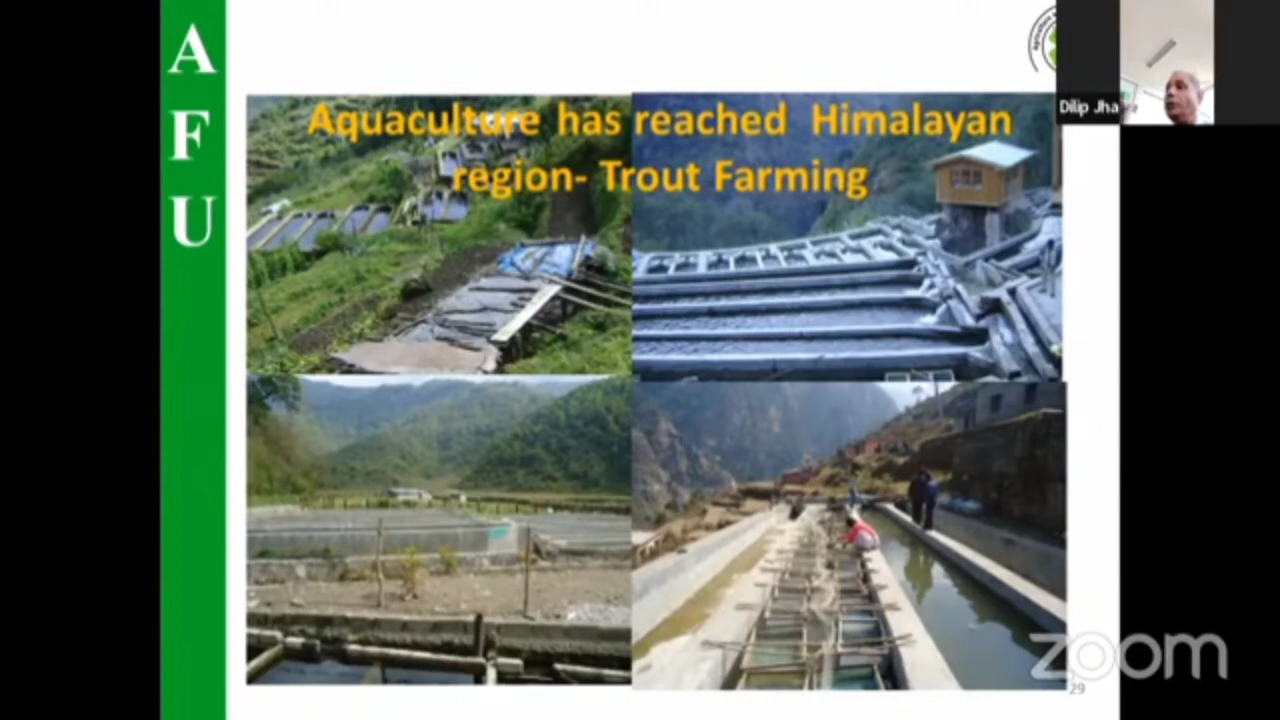 A
F
U
Aquaculture has reached Himalayan
region- Trout Farming
Dilip Jha
zoom
29